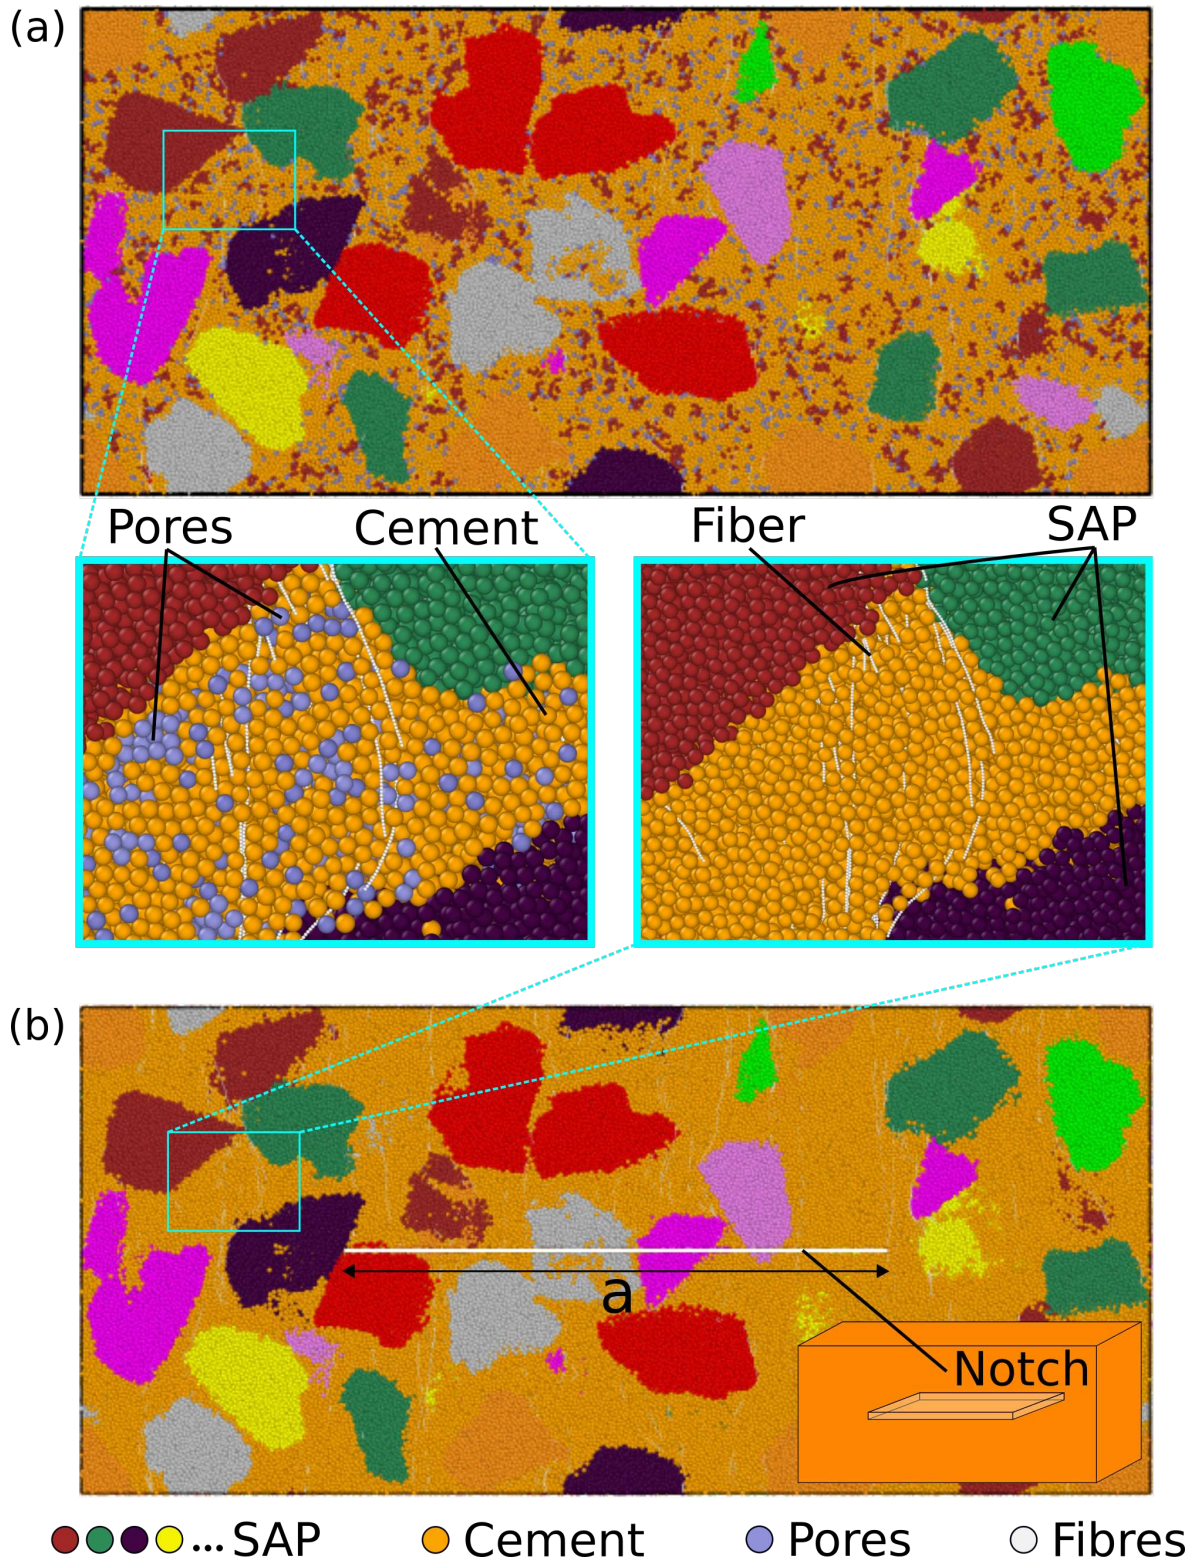 (a)
Pores
Cement
Fiber
SAP
(b)
a
Notch
... SAP
Cement
Pores
Fibres